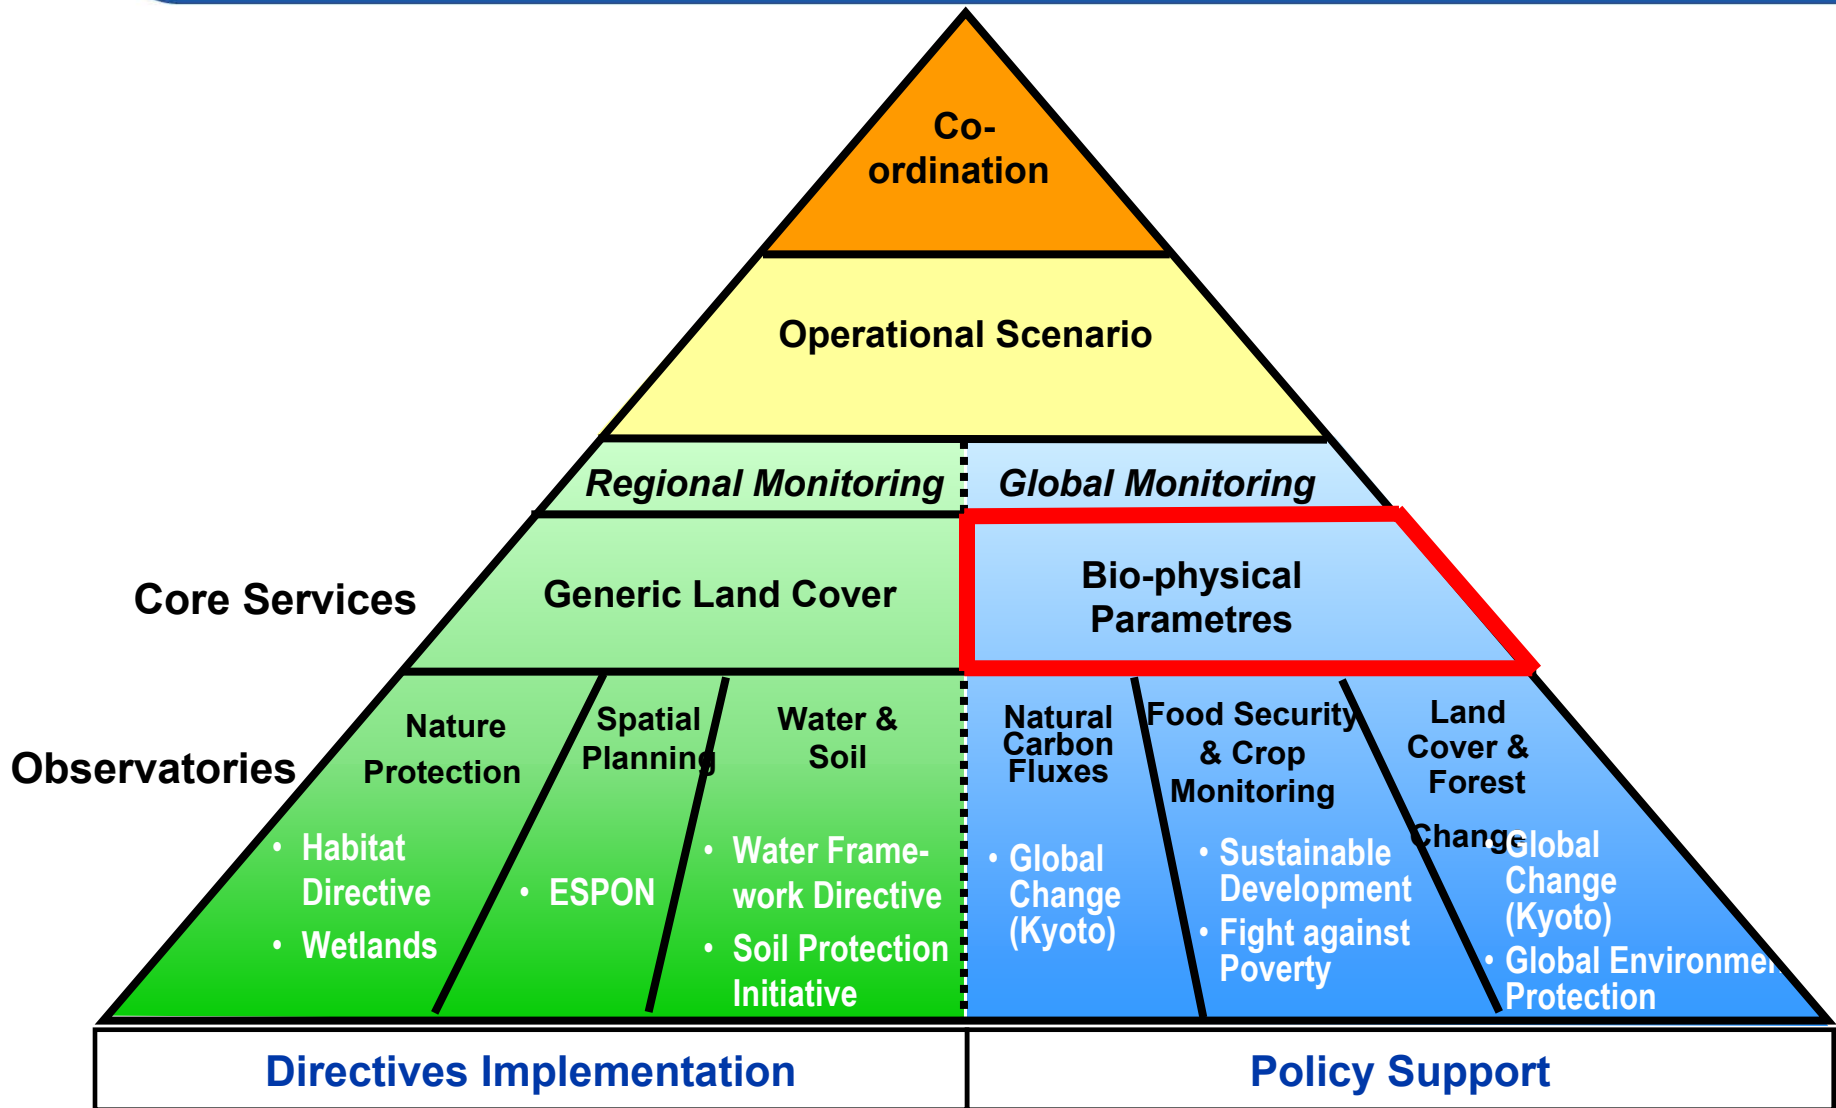 Co-
ordination
Operational Scenario
Regional Monitoring
Global Monitoring
Core Services
Generic Land Cover
Bio-physical
Parametres
Observatories
Nature
Protection
Spatial
Planning
Water &
Soil
Natural
Carbon
Fluxes
Food Security
& Crop
Monitoring
Land
Cover &
Forest
Change
• Habitat
Directive
• Wetlands
• ESPON
• Water Frame-
work Directive
• Soil Protection
Initiative
• Global
Change
(Kyoto)
• Sustainable
Development
• Fight against
Poverty
• Global
Change
(Kyoto)
• Global Environmen
Protection
Directives Implementation
Policy Support